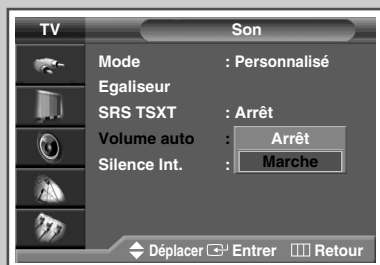 TV Son
Mode : Personnalisé
Egaliseur
SRS TSXT : Arrêt
Volume auto : Arrêt
Silence Int. : Marche
Déplacer Entrer Retour